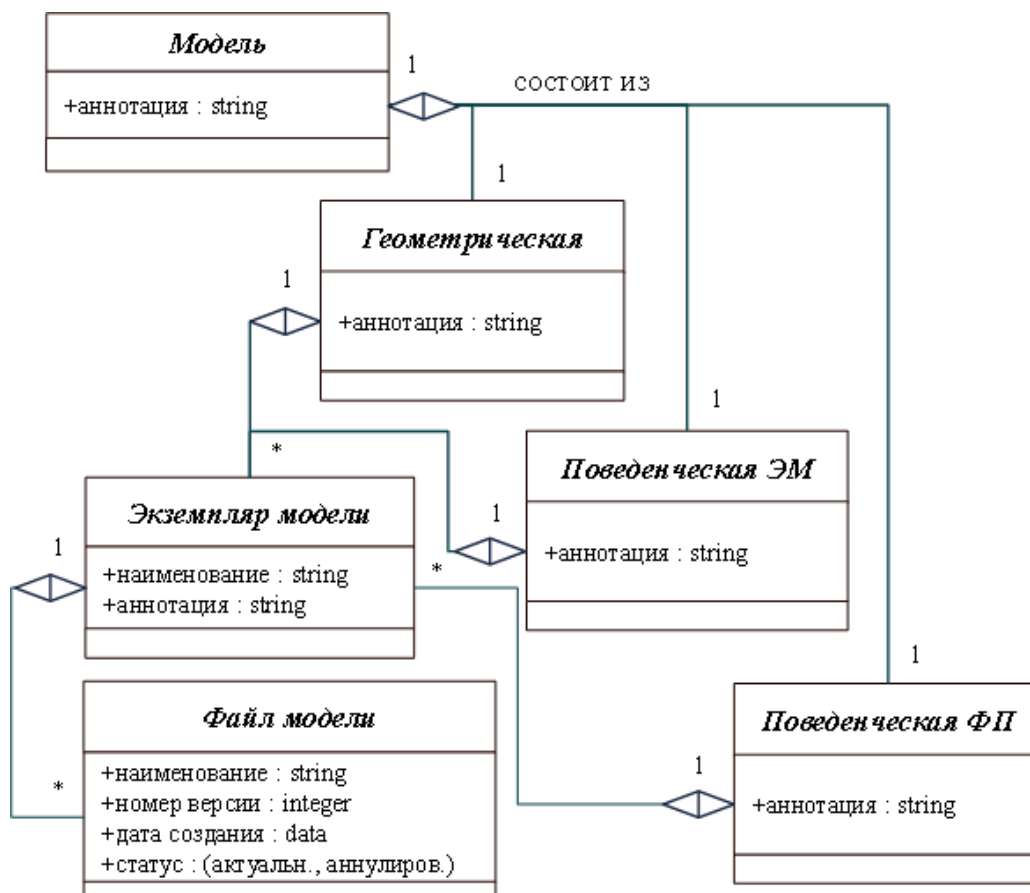 Модель
1
состоит из
+аннотация : string
1
Геометрическая
1
+аннотация : string
1
*
Поведенческая ЭМ
Экземпляр модели
1
1
+аннотация : string
+наименование : string
*
+аннотация : string
1
Файл модели
Поведенческая ФП
+наименование : string
1
*
+номер версии : integer
+аннотация : string
+дата создания : data
+статус : (актуальн., аннулиров.)